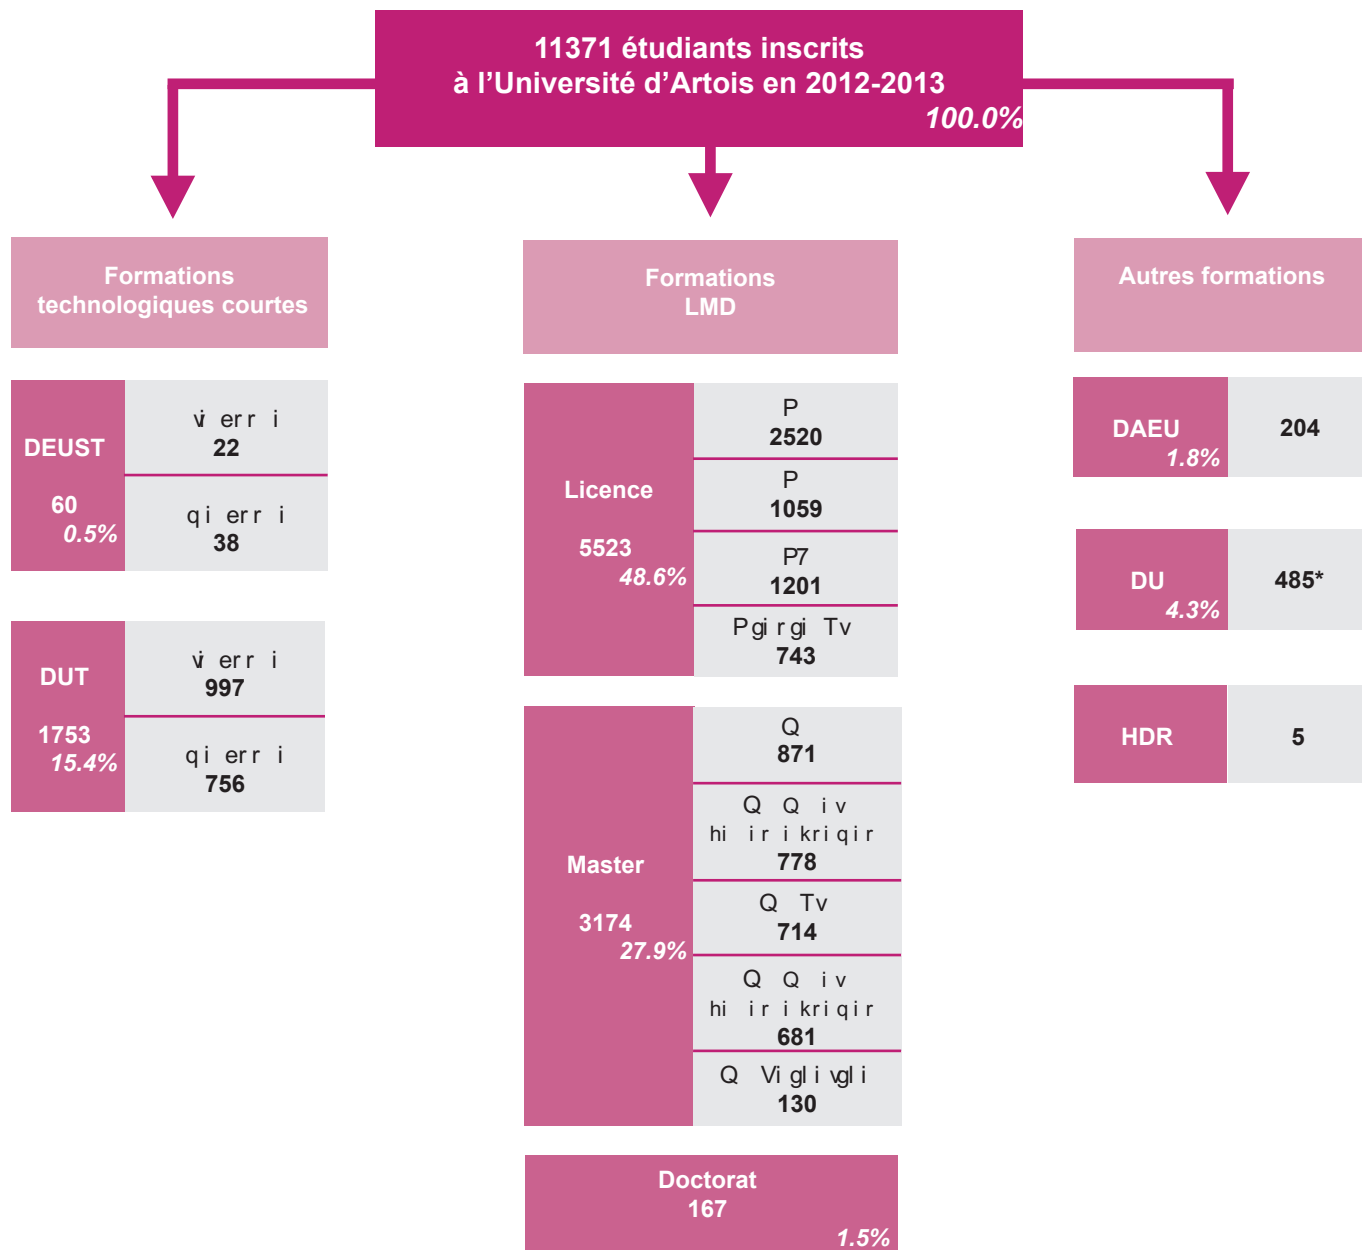 11371 étudiants inscrits
à l’Université d’Artois en 2012-2013
100.0%
Formations
technologiques courtes
DEUST
60
0.5%
22
38
DUT
1753
15.4%
997
756
Formations
LMD
Licence
5523
48.6%
P
2520
P
1059
P7
1201
743
Master
3174
27.9%
Q
871
778
Q Tv
714
681
130
Doctorat
167
1.5%
Autres formations
DAEU
1.8%
204
DU
4.3%
485*
HDR
5